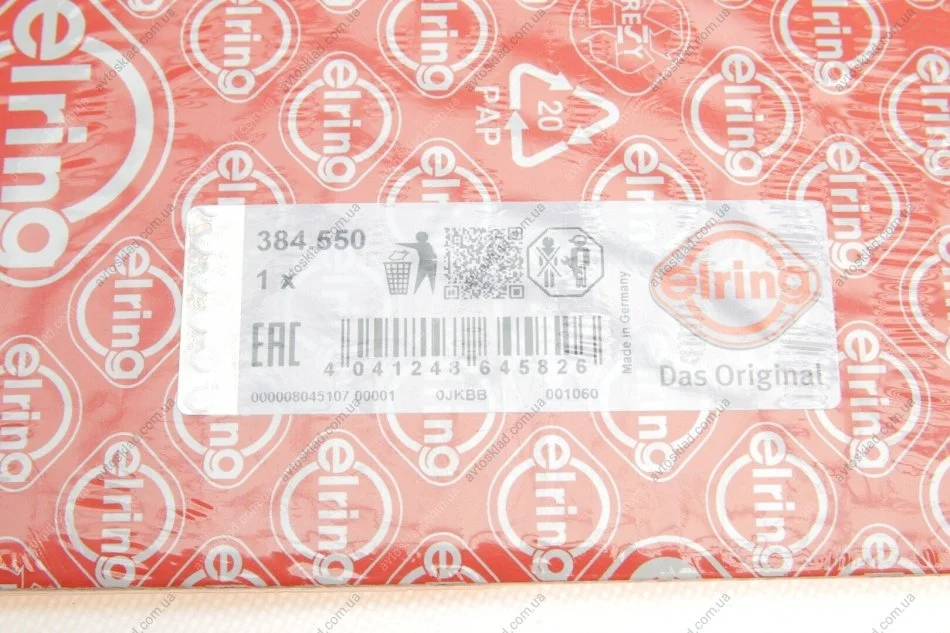 elring
20
PAP
384.550
1 x
EAC
4 041248 645826
000008045107 00001 0JKBB 001060
Made in Germany
elring
Das Original
avtosklad.com.ua